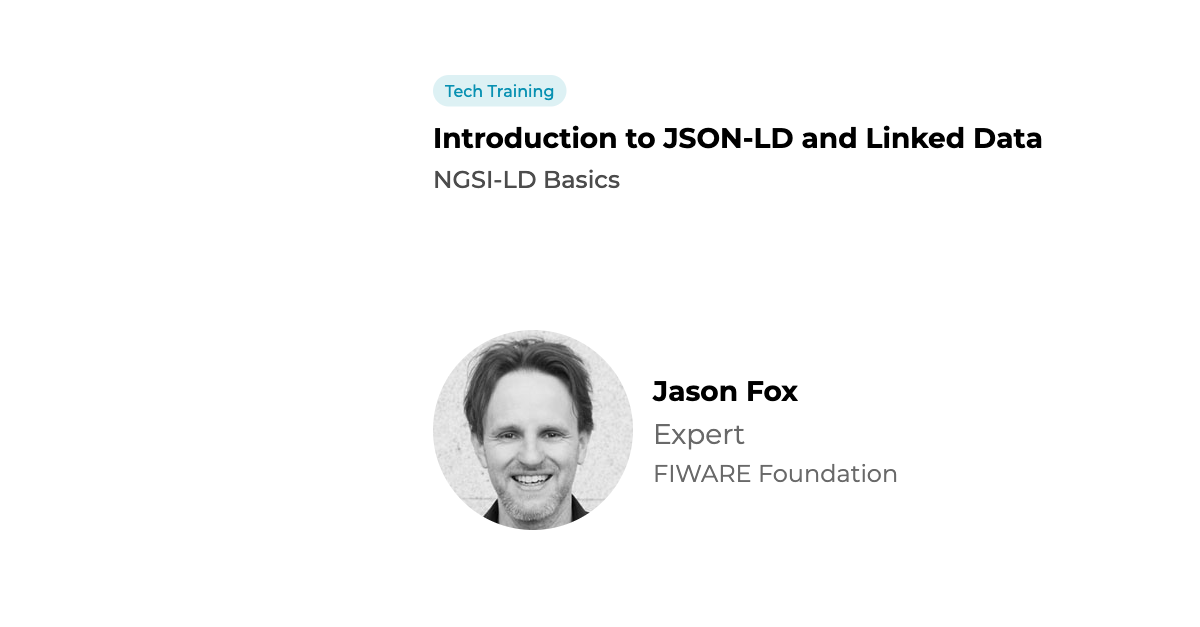 Tech Training
Introduction to JSON-LD and Linked Data
NGSI-LD Basics
Jason Fox
Expert
FIWARE Foundation